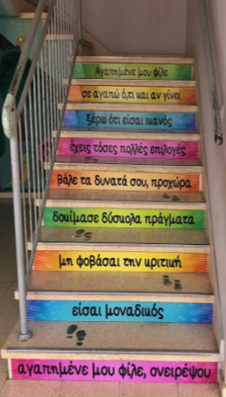 Αγαπημένε μου φίλε
σε αγαπώ ό,τι και αν γίνει
ξέρω ότι είσαι ικανός
έχεις τόσες πολλές επιλογές
Βάλε τα δυνατά σου, προχώρα
δοκίμασε δύσκολα πράγματα
μη φοβάσαι την κριτική
είσαι μοναδικός
αγαπημένε μου φίλε, ονειρέψου